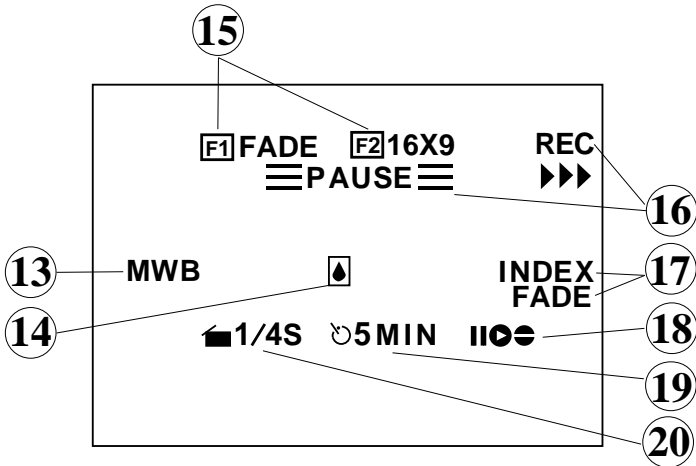 15
F1 FADE F2 16X9 REC
PAUSE
16
13 MWB INDEX 17
FADE
14
1/4S 5MIN 18
19
20